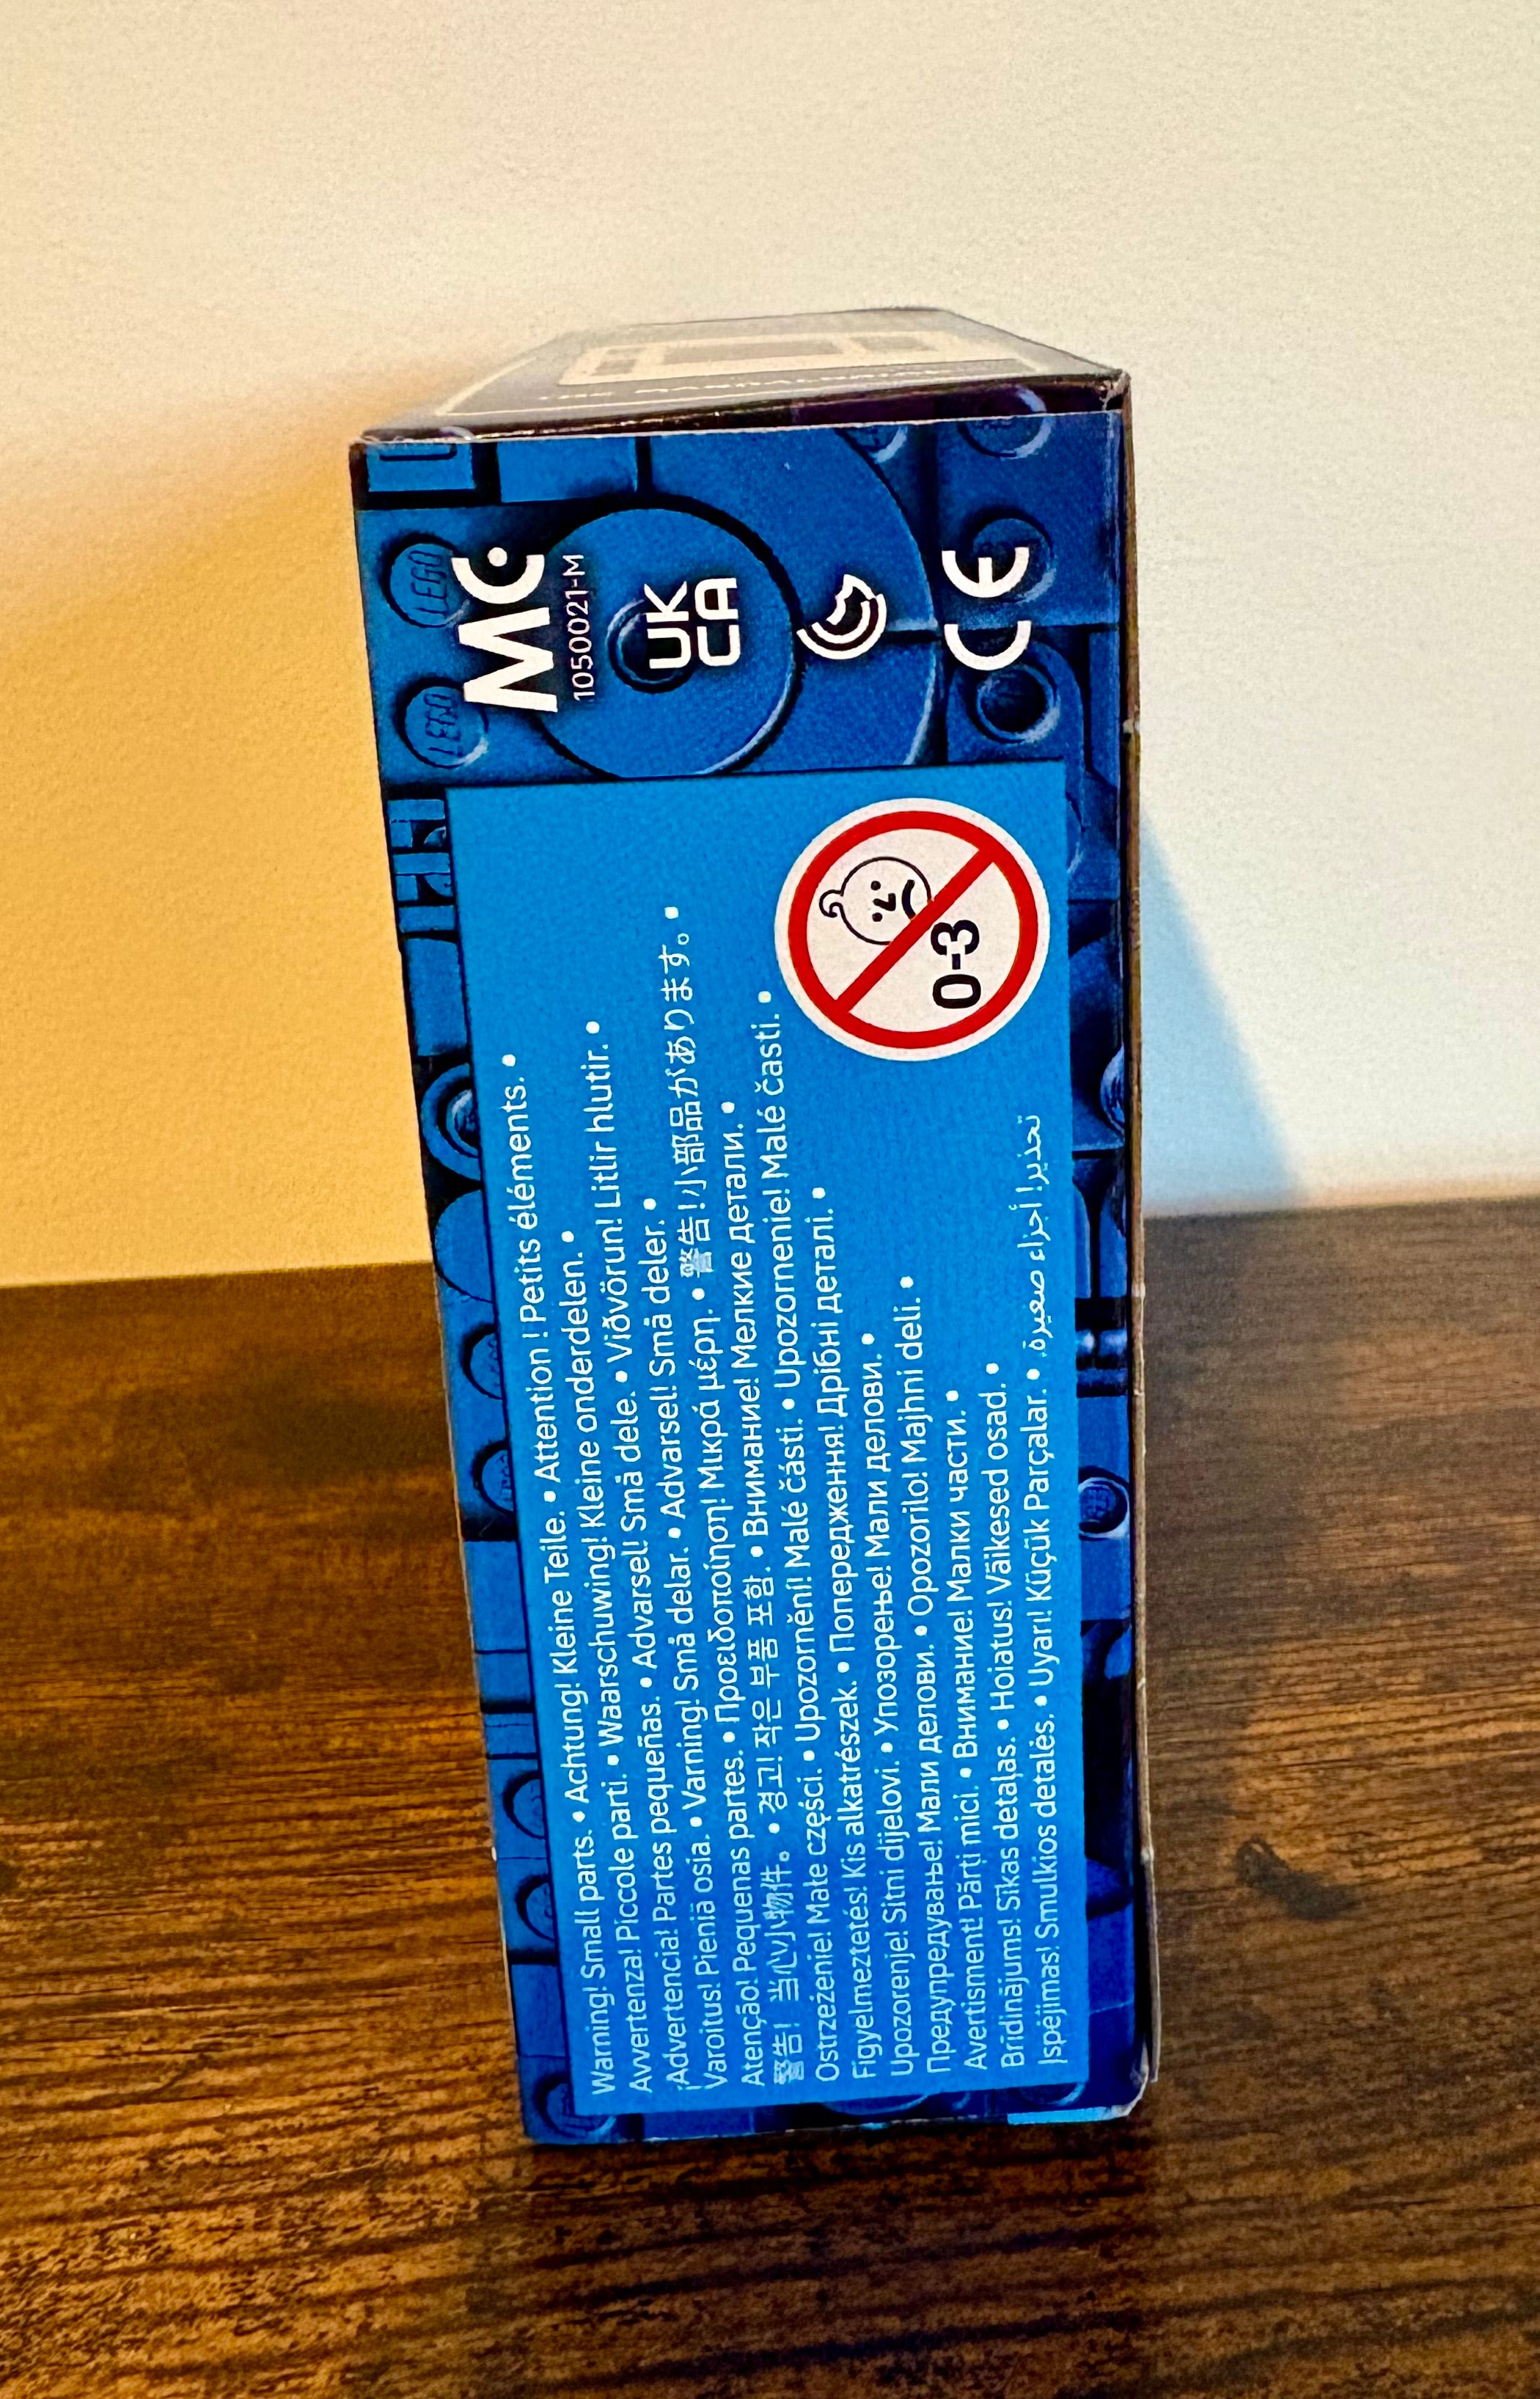 Warning! Small parts. • Achtung! Kleine Teile. • Attention ! Petits éléments. •
Avvertenza! Piccole parti. • Waarschuwing! Kleine onderdelen. •
¡Advertencia! Partes pequeñas. • Advarsel! Små dele. • Viðvörun! Litlir hlutir. •
Varoitus! Pieniä osia. • Varning! Små delar. • Advarsel! Små deler. •
Atenção! Pequenas partes. • Προειδοποίηση! Μικρά μέρη. • 警告!小部品があります。•
警告！当心小物件。• 경고! 작은 부품 포함. • Внимание! Мелкие детали. •
Ostrzeżenie! Małe części. • Upozornění! Malé části. • Upozornenie! Malé časti. •
Figyelmeztetés! Kis alkatrészek. • Попередження! Дрібні деталі. •
Upozorenje! Sitni dijelovi. • Упозорење! Мали делови. •
Предупредување! Мали делови. • Opozorilo! Majhni deli. •
Avertisment! Părți mici. • Внимание! Малки части. •
Brīdinājums! Sīkas detaļas. • Hoiatus! Väikesed osad. •
Įspėjimas! Smulkios detalės. • Uyarı! Küçük Parçalar. • تحذير! أجزاء صغيرة.
0-3
MC
1050021-M
UK
CA
CE
LEGO
LEGO